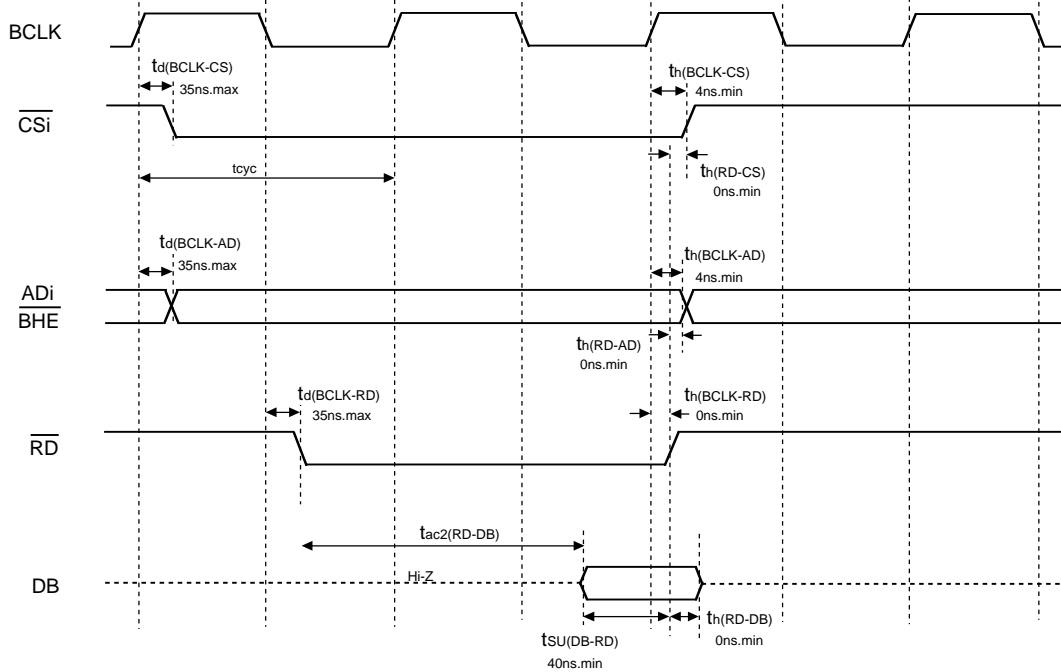 BCLK
td(BCLK-CS)
35ns.max
th(BCLK-CS)
4ns.min
CSi
tcyc
th(RD-CS)
0ns.min
td(BCLK-AD)
35ns.max
th(BCLK-AD)
4ns.min
ADi
BHE
th(RD-AD)
0ns.min
td(BCLK-RD)
35ns.max
th(BCLK-RD)
0ns.min
RD
tac2(RD-DB)
Hi-Z
DB
tSU(DB-RD)
40ns.min
th(RD-DB)
0ns.min